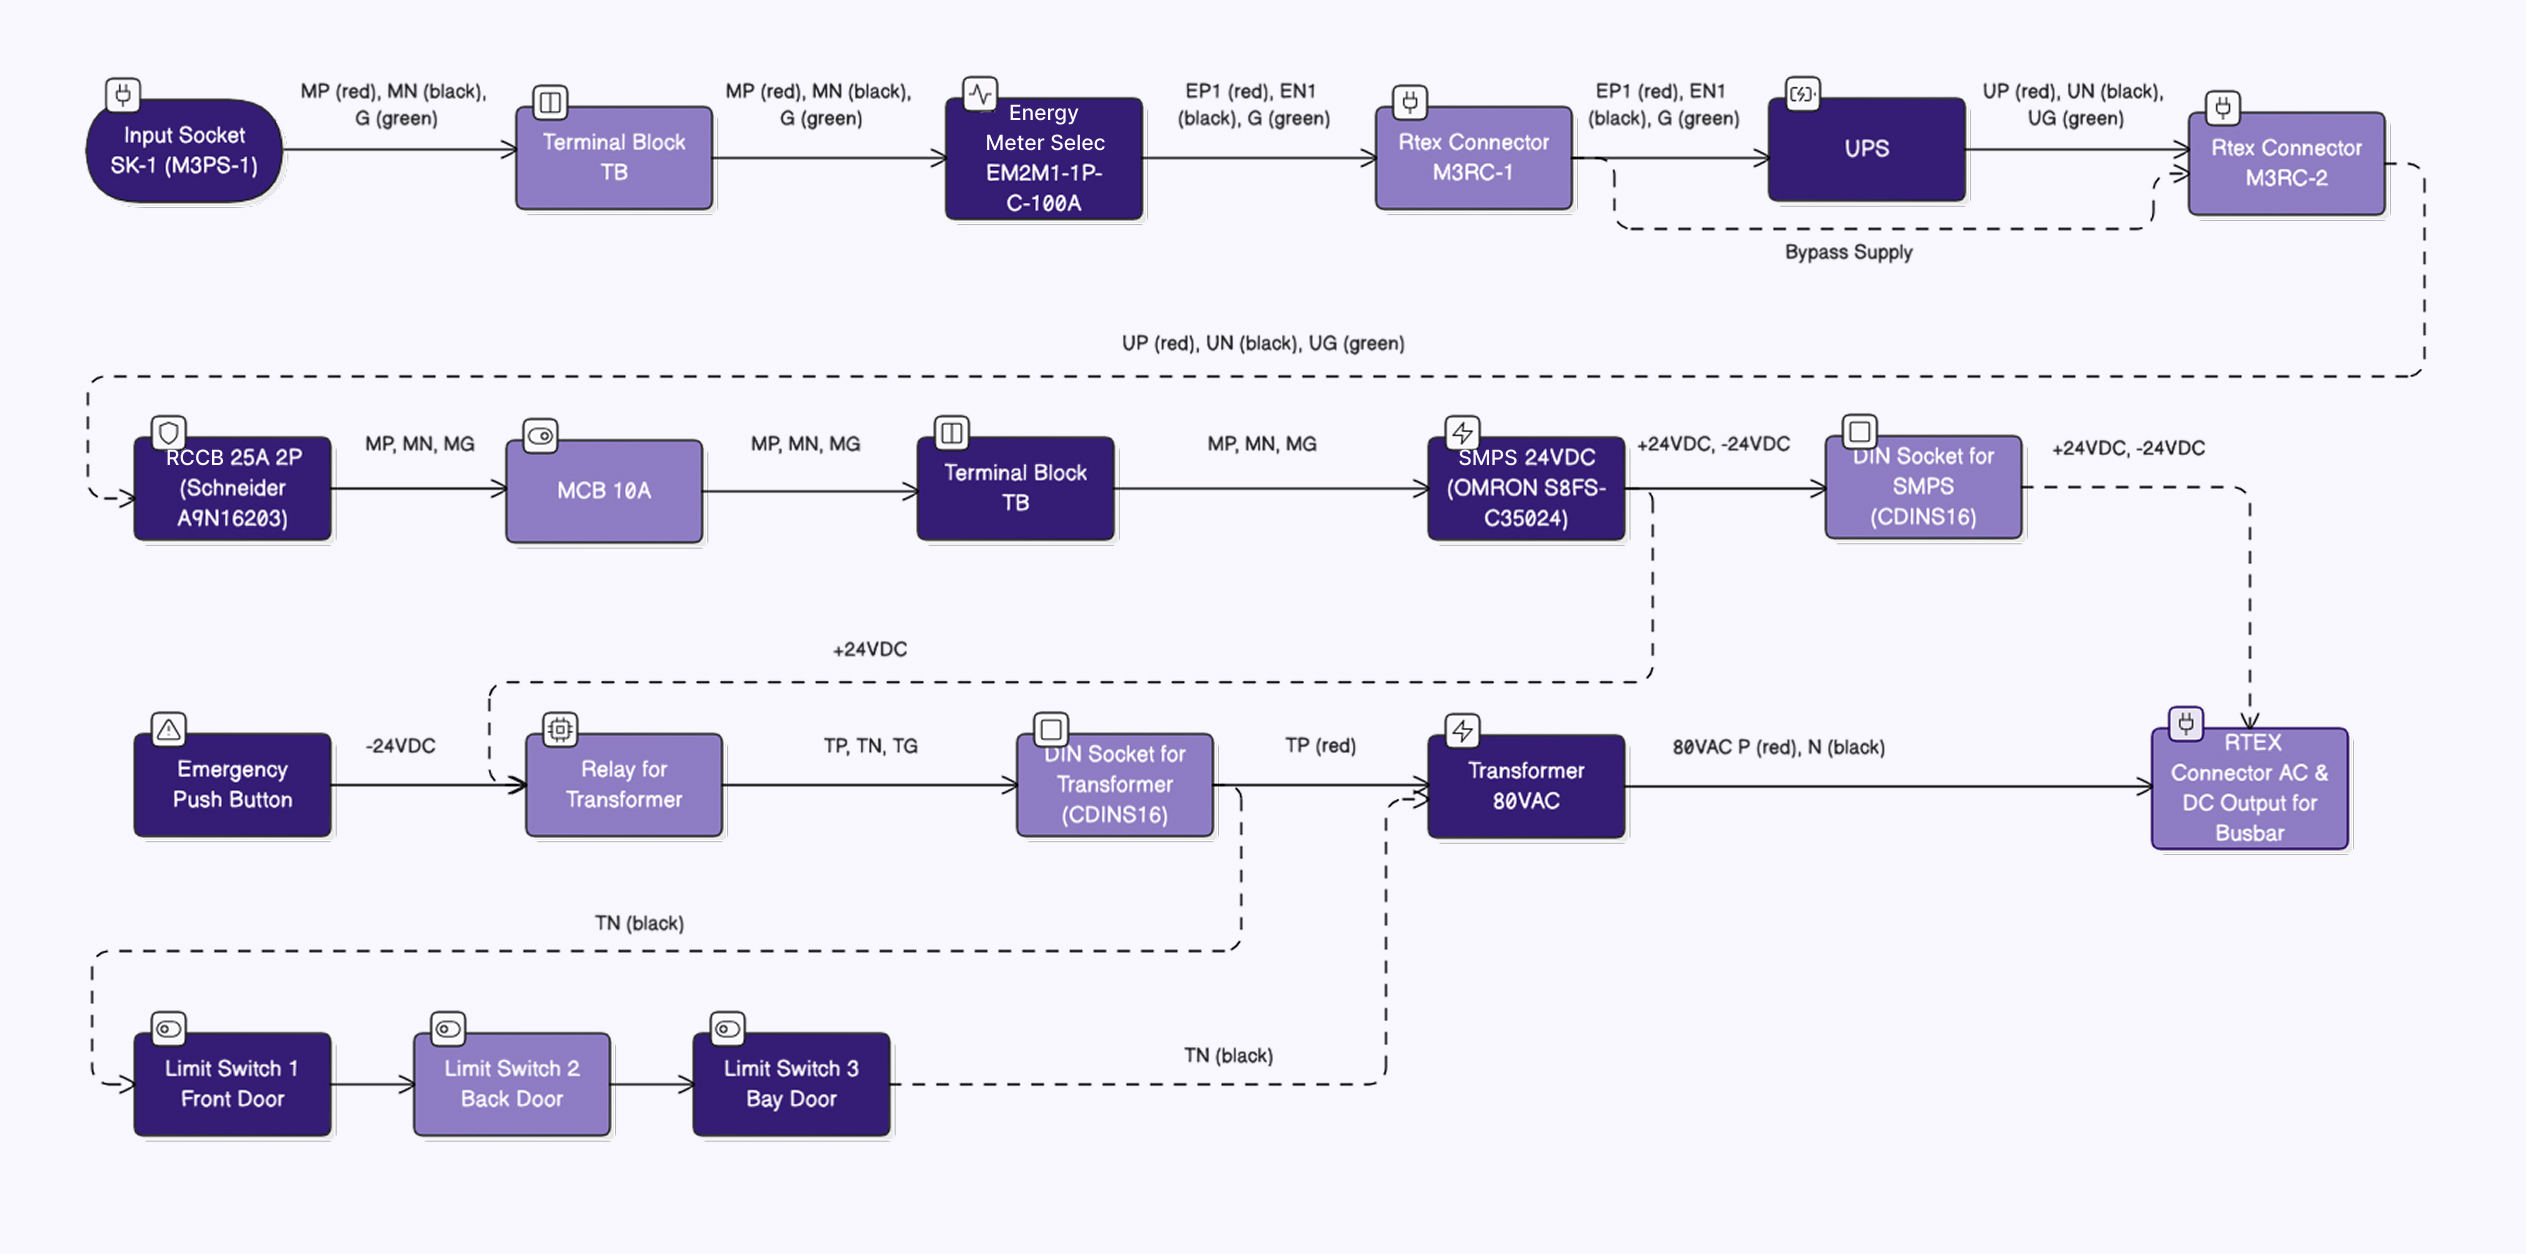 MP (red), MN (black),
G (green)
MP (red), MN (black),
G (green)
EP1 (red), EN1
(black), G (green)
EP1 (red), EN1
(black), G (green)
UP (red), UN (black),
UG (green)
Input Socket
SK-1 (M3PS-1)
Terminal Block
TB
Energy
Meter Selec
EM2M1-1P-
C-100A
Rtex Connector
M3RC-1
UPS
Rtex Connector
M3RC-2
Bypass Supply
UP (red), UN (black), UG (green)
RCCB 25A 2P
(Schneider
A9N16203)
MP, MN, MG
MCB 10A
MP, MN, MG
Terminal Block
TB
MP, MN, MG
SMPS 24VDC
(OMRON S8FS-
C35024)
+24VDC, -24VDC
DIN Socket for
SMPS
(CDINS16)
+24VDC, -24VDC
+24VDC
Emergency
Push Button
-24VDC
Relay for
Transformer
TP, TN, TG
DIN Socket for
Transformer
(CDINS16)
TP (red)
Transformer
80VAC
80VAC P (red), N (black)
RTEX
Connector AC &
DC Output for
Busbar
TN (black)
Limit Switch 1
Front Door
Limit Switch 2
Back Door
Limit Switch 3
Bay Door
TN (black)